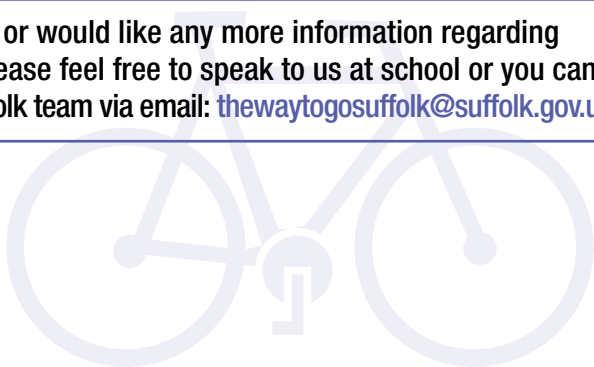 or would like any more information regarding
ease feel free to speak to us at school or you can
olk team via email: thewaytogosuffolk@suffolk.gov.u